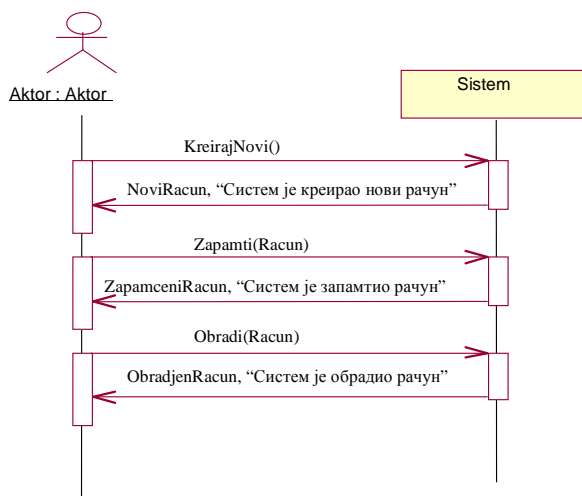 Aktor : Aktor
Sistem
KreirajNovi()
NoviRacun, “Систем је креирао нови рачун”
Zapamti(Racun)
ZapamceniRacun, “Систем је запамтио рачун”
Obradi(Racun)
ObradjenRacun, “Систем је обрадио рачун”